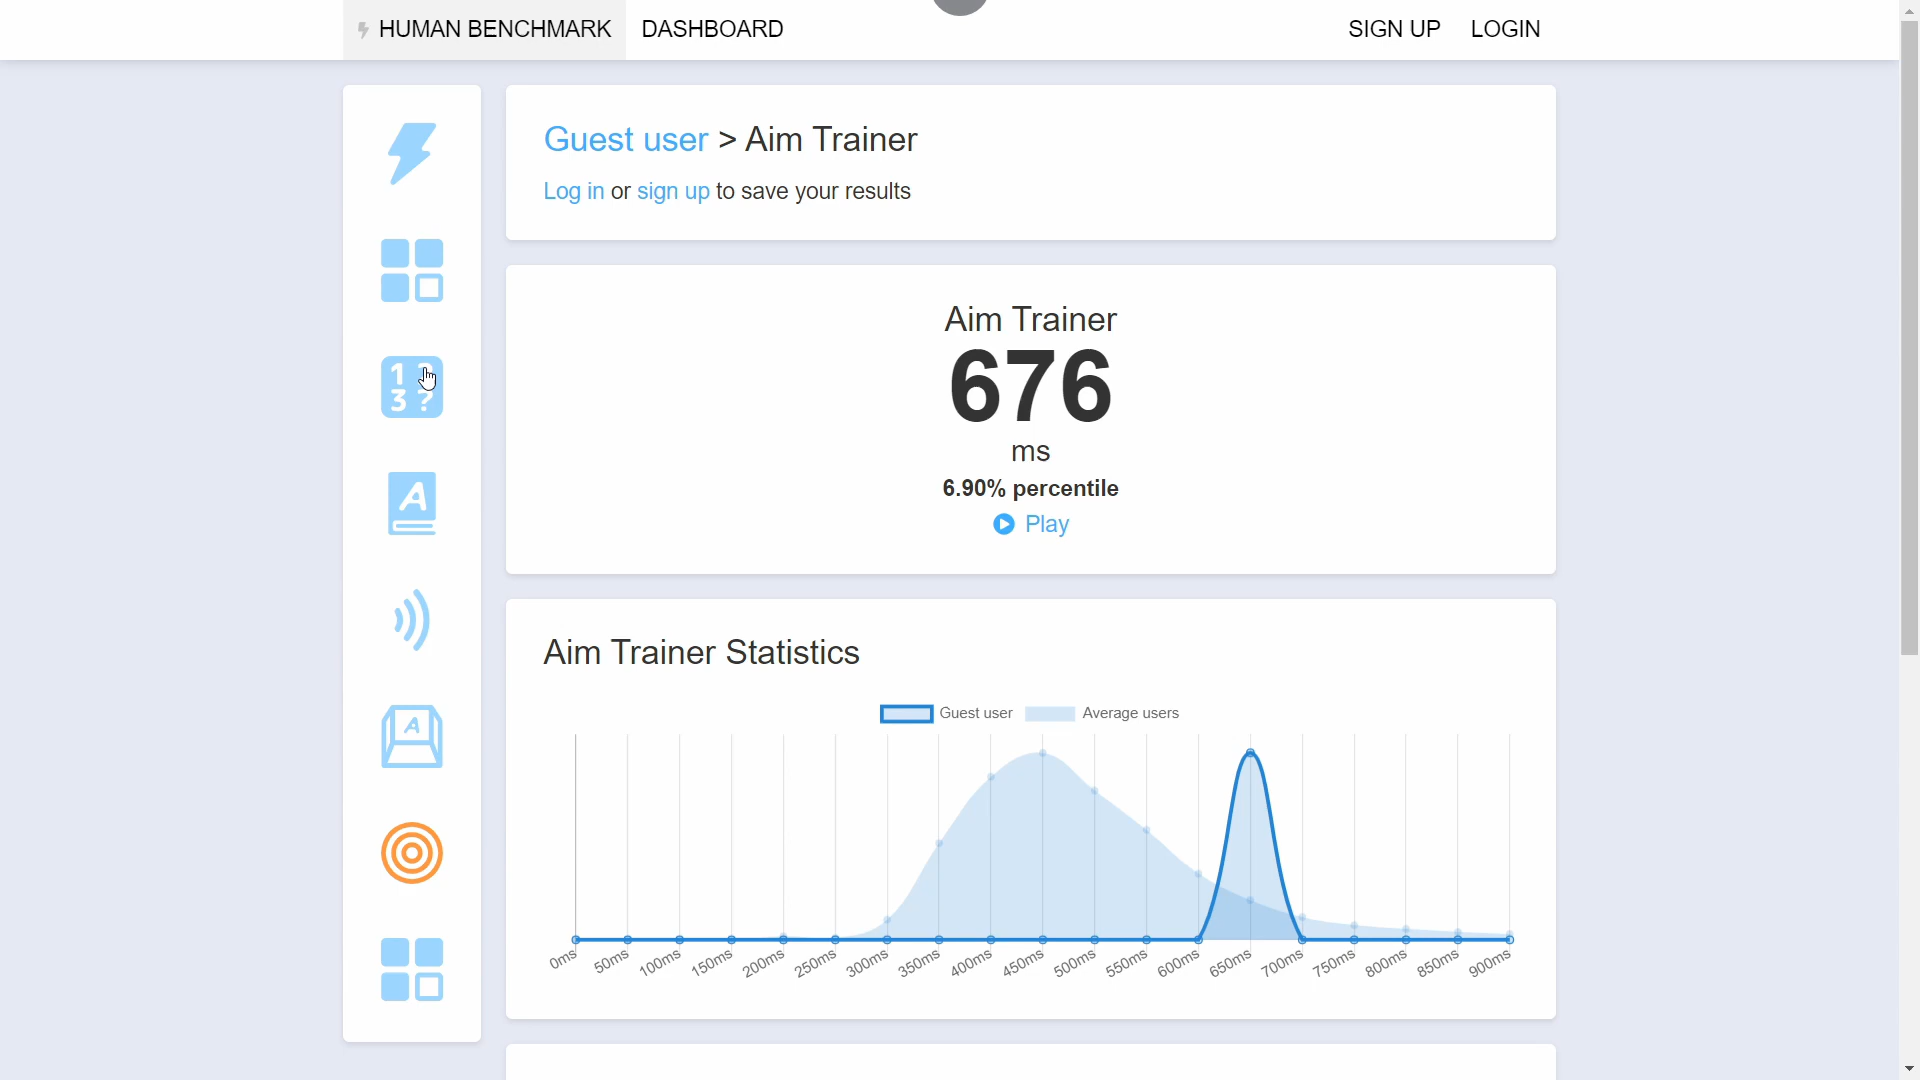 HUMAN BENCHMARK DASHBOARD SIGN UP LOGIN
Guest user > Aim Trainer
Log in or sign up to save your results
1
3 ?
A
A
Aim Trainer
676
ms
6.90% percentile
Play
Aim Trainer Statistics
Guest user Average users
0ms 50ms 100ms 150ms 200ms 250ms 300ms 350ms 400ms 450ms 500ms 550ms 600ms 650ms 700ms 750ms 800ms 850ms 900ms